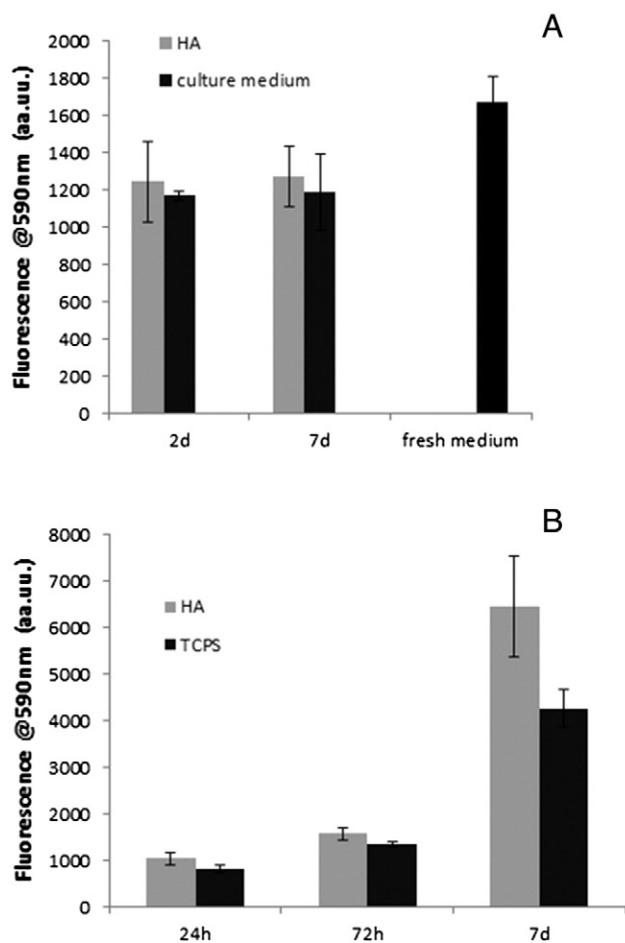 A
HA
culture medium
Fluorescence @590nm (aa.uu.)
2000
1800
1600
1400
1200
1000
800
600
400
200
0
2d 7d fresh medium
B
HA
TCPS
Fluorescence @590nm (aa.uu.)
8000
7000
6000
5000
4000
3000
2000
1000
0
24h 72h 7d